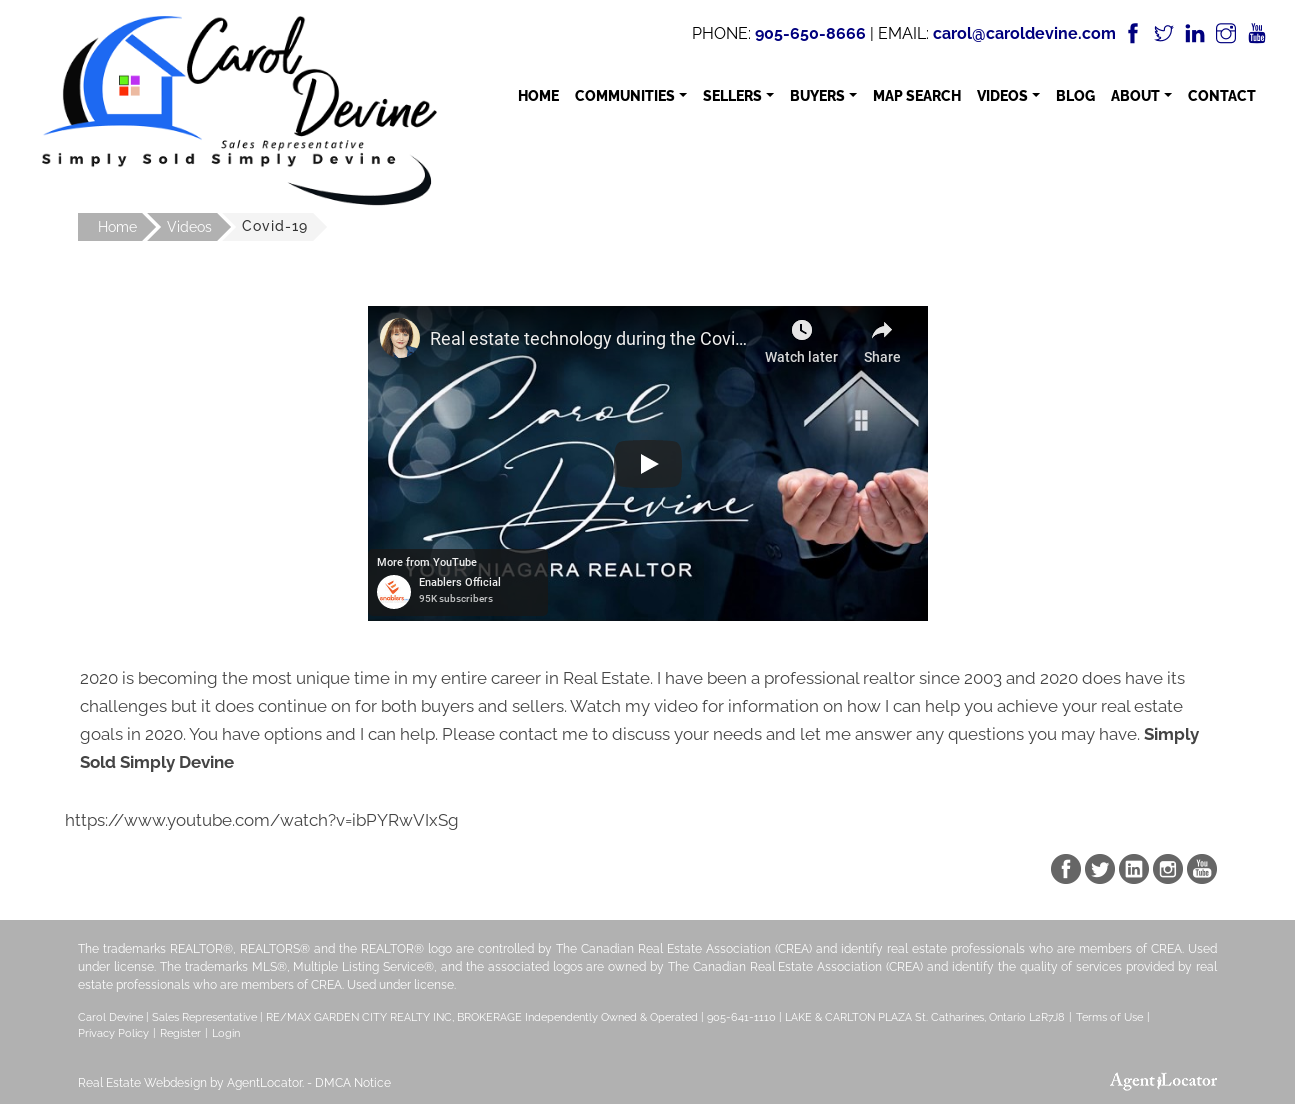 Carol
Devine
Sales Representative
Simply Sold Simply Devine
PHONE: 905-650-8666 | EMAIL: carol@caroldevine.com
You
Tube
HOME COMMUNITIES SELLERS BUYERS MAP SEARCH VIDEOS BLOG ABOUT CONTACT
Home Videos Covid-19
Real estate technology during the Covi...
Watch later Share
Carol
Devine
YOUR NIAGARA REALTOR
More from YouTube
Enablers Official
95K subscribers
enablers
2020 is becoming the most unique time in my entire career in Real Estate. I have been a professional realtor since 2003 and 2020 does have its
challenges but it does continue on for both buyers and sellers. Watch my video for information on how I can help you achieve your real estate
goals in 2020. You have options and I can help. Please contact me to discuss your needs and let me answer any questions you may have. Simply
Sold Simply Devine
https://www.youtube.com/watch?v=ibPYRwVIxSg
You
Tube
The trademarks REALTOR®, REALTORS® and the REALTOR® logo are controlled by The Canadian Real Estate Association (CREA) and identify real estate professionals who are members of CREA. Used
under license. The trademarks MLS®, Multiple Listing Service®, and the associated logos are owned by The Canadian Real Estate Association (CREA) and identify the quality of services provided by real
estate professionals who are members of CREA. Used under license.
Carol Devine | Sales Representative | RE/MAX GARDEN CITY REALTY INC, BROKERAGE Independently Owned & Operated | 905-641-1110 | LAKE & CARLTON PLAZA St. Catharines, Ontario L2R7J8 | Terms of Use |
Privacy Policy | Register | Login
Real Estate Webdesign by AgentLocator. - DMCA Notice
Agent Locator